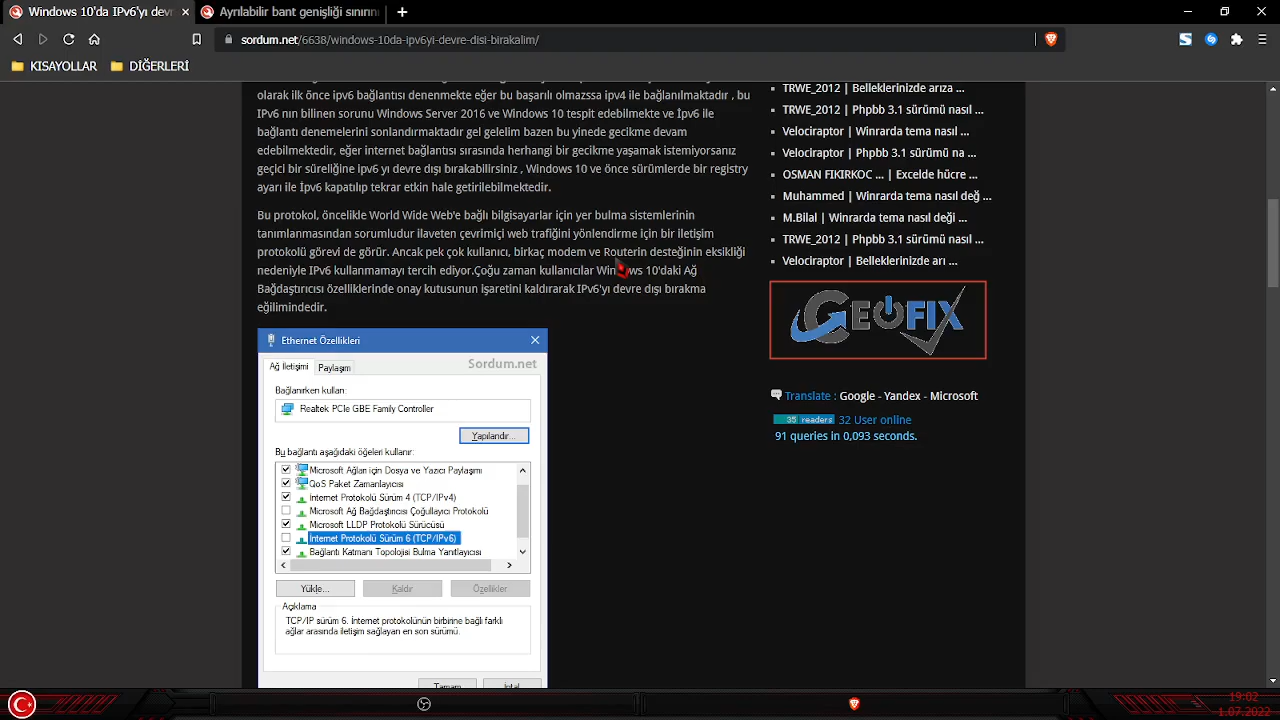 Windows 10'da IPv6'yı devr
Ayrılabilir bant genişliği sınırını
sordum.net/6638/windows-10da-ipv6yi-devre-disi-birakalim/
KISAYOLLAR
DİĞERLERİ
olarak ilk önce ipv6 bağlantısı denenmekte eğer bu başarılı olmazssa ipv4 ile bağlanılmaktadır , bu
IPv6 nın bilinen sorunu Windows Server 2016 ve Windows 10 tespit edebilmekte ve İpv6 ile
bağlantı denemelerini sonlandırmaktadır gel gelelim bazen bu yinede gecikme devam
edebilmektedir, eğer internet bağlantısı sırasında herhangi bir gecikme yaşamak istemiyorsanız
geçici bir süreliğine ipv6 yı devre dışı bırakabilirsiniz , Windows 10 ve önce sürümlerde bir registry
ayarı ile İpv6 kapatılıp tekrar etkin hale getirilebilmektedir.
Bu protokol, öncelikle World Wide Web'e bağlı bilgisayarlar için yer bulma sistemlerinin
tanımlanmasından sorumludur ilaveten çevrimiçi web trafiğini yönlendirme için bir iletişim
protokolü görevi de görür. Ancak pek çok kullanıcı, birkaç modem ve Routerin desteğinin eksikliği
nedeniyle IPv6 kullanmamayı tercih ediyor.Çoğu zaman kullanıcılar Windows 10'daki Ağ
Bağdaştırıcısı özelliklerinde onay kutusunun işaretini kaldırarak IPv6'yı devre dışı bırakma
eğilimindedir.
Ethernet Özellikleri
Sordum.net
Ağ İletişimi
Paylaşım
Bağlanırken kullan:
Realtek PCIe GBE Family Controller
Yapılandır...
Bu bağlantı aşağıdaki öğeleri kullanır:
Microsoft Ağları için Dosya ve Yazıcı Paylaşımı
QoS Paket Zamanlayıcısı
İnternet Protokolü Sürüm 4 (TCP/IPv4)
Microsoft Ağ Bağdaştırıcısı Çoğullayıcı Protokolü
Microsoft LLDP Protokolü Sürücüsü
İnternet Protokolü Sürüm 6 (TCP/IPv6)
Bağlantı Katmanı Topolojisi Bulma Yanıtlayıcısı
Yükle...
Kaldır
Özellikler
Açıklama
TCP/IP sürüm 6. İnternet protokolünün birbirine bağlı farklı
ağlar arasında iletişim sağlayan en son sürümü.
Tamam
İptal
TRWE_2012 | Belleklerinizde arıza ...
TRWE_2012 | Phpbb 3.1 sürümü nasıl ...
Velociraptor | Winrarda tema nasıl ...
Velociraptor | Phpbb 3.1 sürümü na ...
OSMAN FIKIRKOC ... | Excelde hücre ...
Muhammed | Winrarda tema nasıl değ ...
M.Bilal | Winrarda tema nasıl deği ...
TRWE_2012 | Phpbb 3.1 sürümü nasıl ...
Velociraptor | Belleklerinizde arı ...
GEOFIX
Translate : Google - Yandex - Microsoft
35 readers 32 User online
91 queries in 0,093 seconds.
19:02
1.07.2022